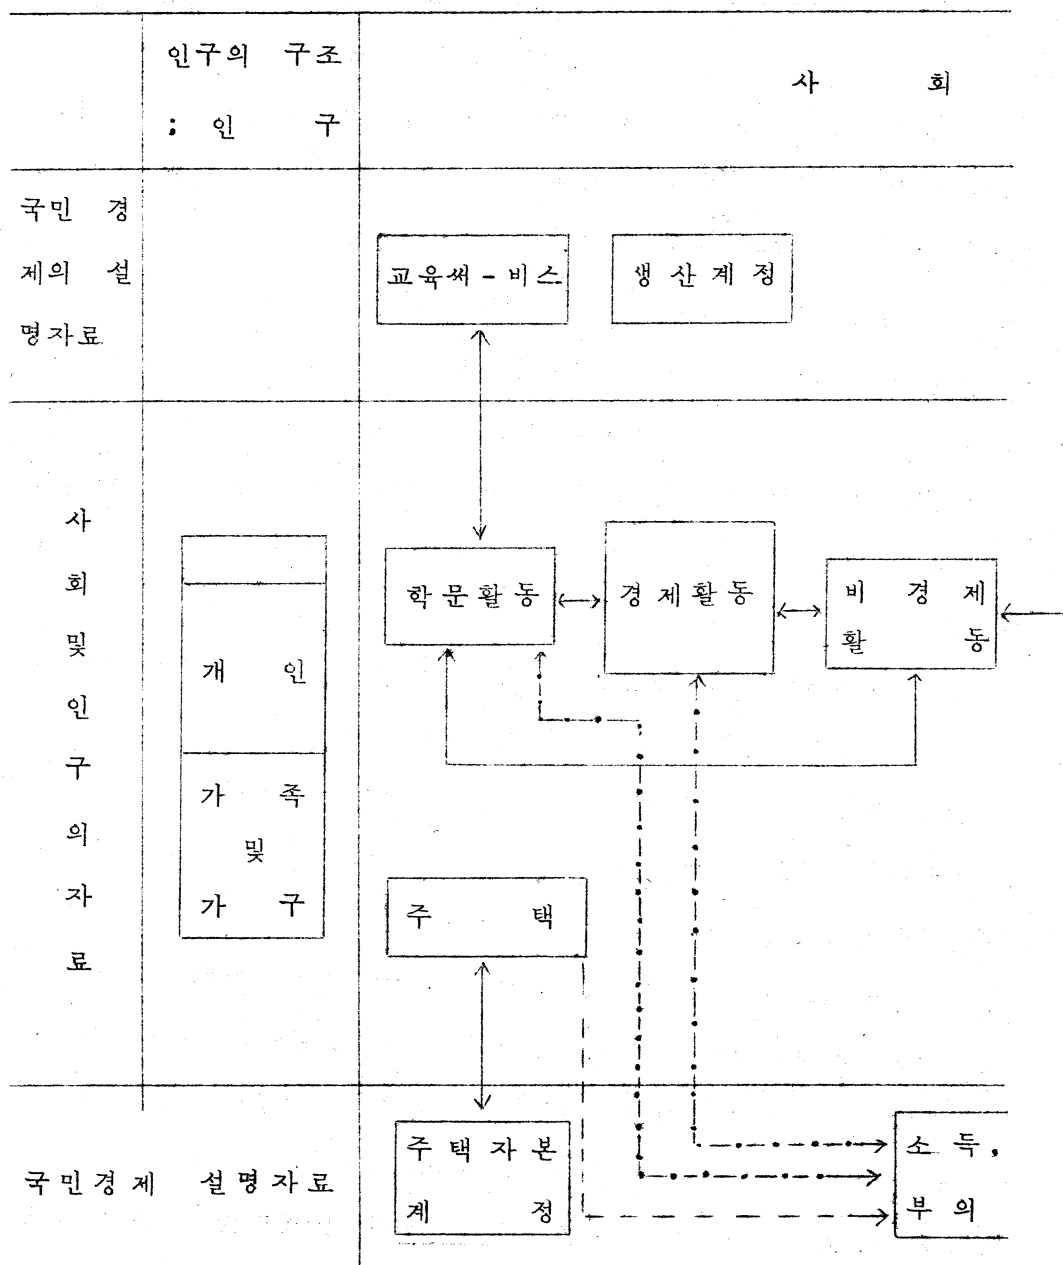 인구의 구조
; 인 구
사 회
국민 경
제의 설
명자료
교육써-비스
생산계정
사
회
및
인
구
의
자
료
개 인
가 족
및
가 구
학문활동
경제활동
비 경 제
활 동
주 택
국민경제 설명자료
주택자본
계 정
소득,
부의